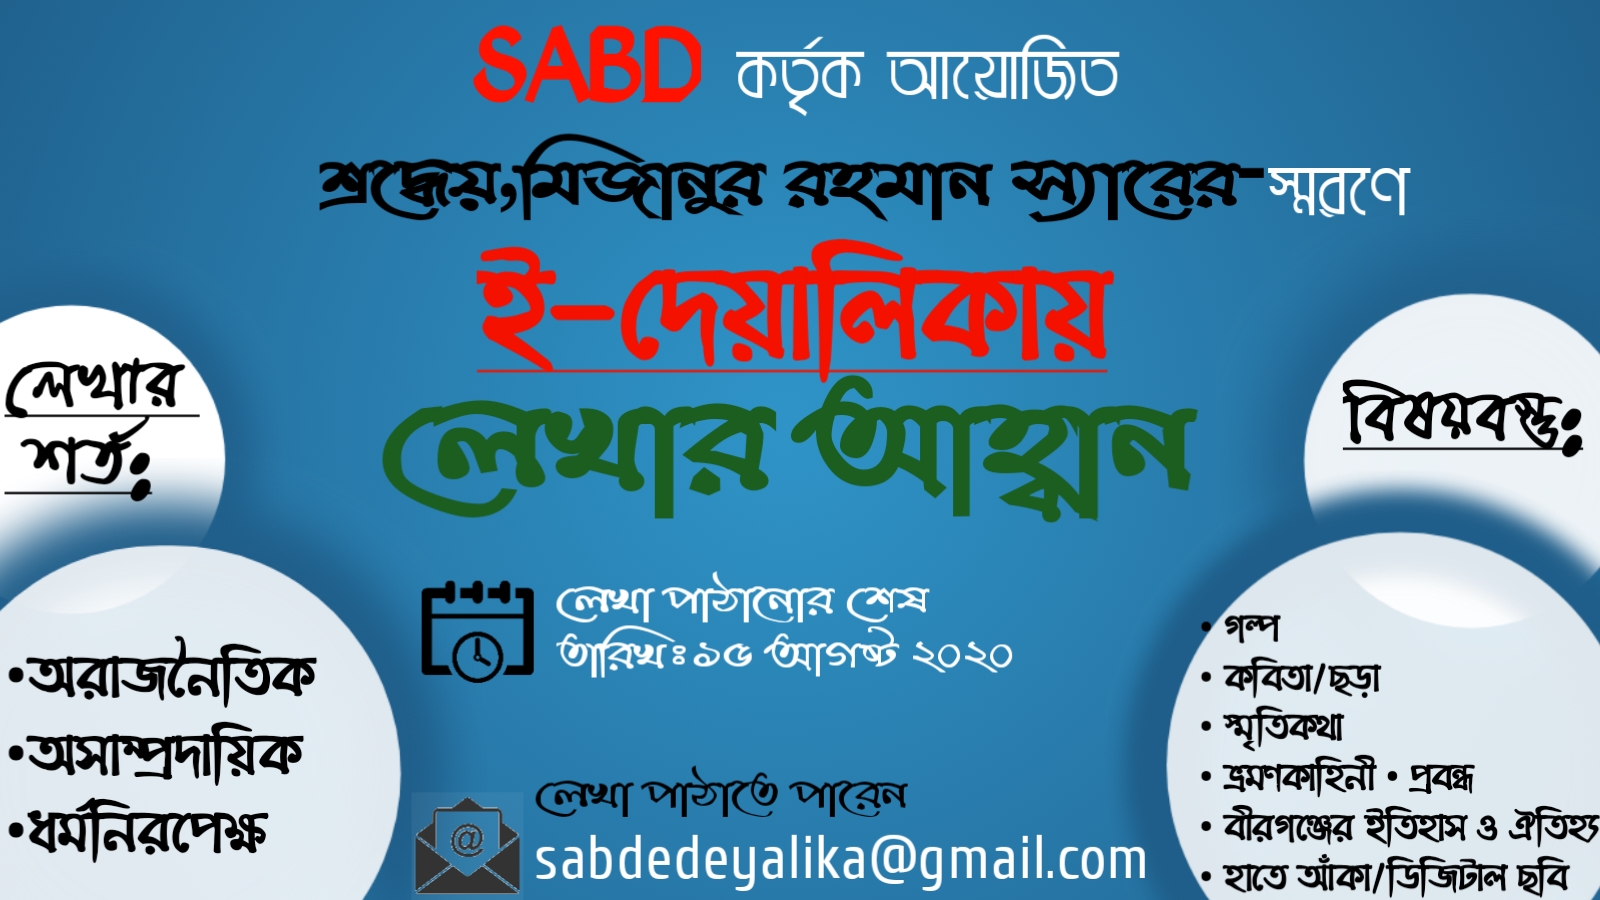 SABD কর্তৃক আয়োজিত
শ্রদ্ধেয়,মিজানুর রহমান স্যারের-স্মরণে
ই-দেয়ালিকায়
লেখার আহ্বান
লেখার
শর্ত:
•অরাজনৈতিক
•অসাম্প্রদায়িক
•ধর্মনিরপেক্ষ
লেখা পাঠানোর শেষ
তারিখঃ১৫ আগষ্ট ২০২০
লেখা পাঠাতে পারেন
sabdedeyalika@gmail.com
বিষয়বস্তু:
• গল্প
• কবিতা/ছড়া
• স্মৃতিকথা
• ভ্রমণকাহিনী • প্রবন্ধ
• বীরগঞ্জের ইতিহাস ও ঐতিহ্য
• হাতে আঁকা/ডিজিটাল ছবি